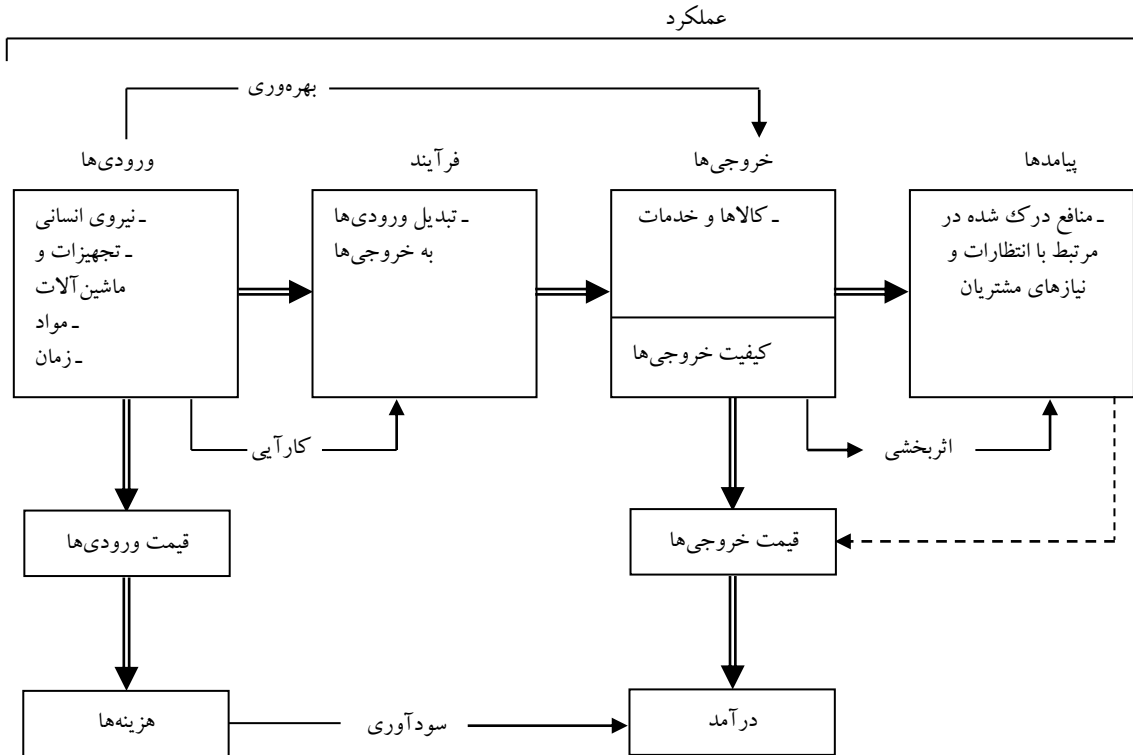 عملکرد
بهره‌وری
ورودی‌ها
فرآیند
خروجی‌ها
پیامدها
ـ نیروی انسانی
ـ تجهیزات و
ماشین‌آلات
ـ مواد
ـ زمان
ـ تبدیل ورودی‌ها
به خروجی‌ها
ـ کالاها و خدمات
کیفیت خروجی‌ها
ـ منافع درک شده در
مرتبط با انتظارات و
نیازهای مشتریان
کارآیی
اثربخشی
قیمت ورودی‌ها
قیمت خروجی‌ها
هزینه‌ها
سودآوری
درآمد